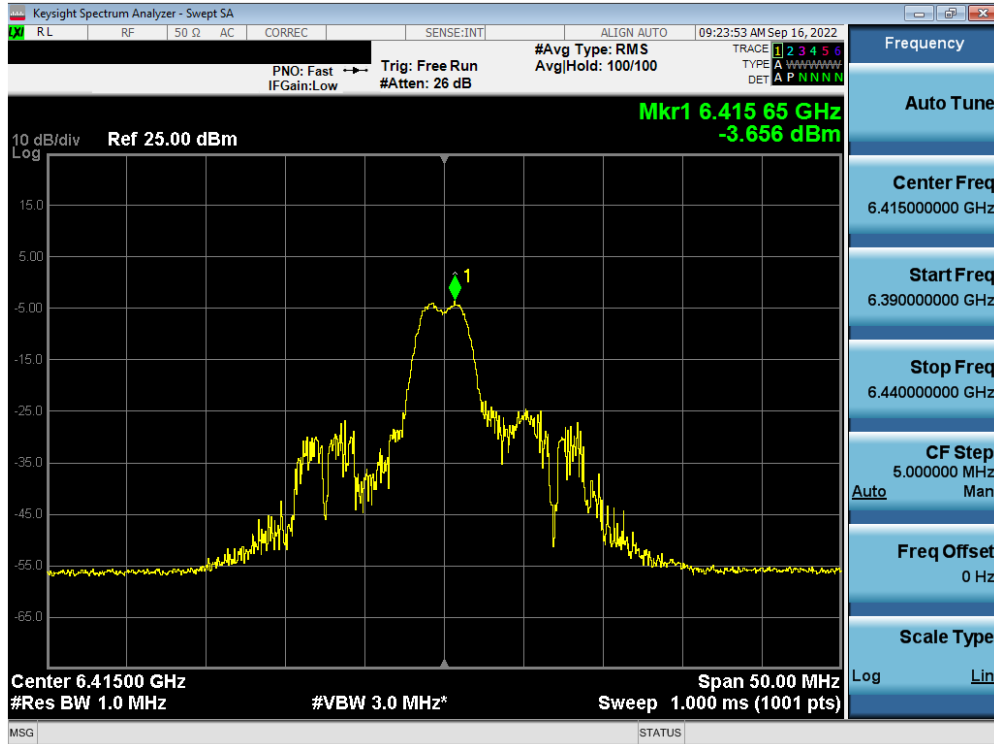 Keysight Spectrum Analyzer - Swept SA
LXI RL RF 50 Ω AC CORREC SENSE:INT ALIGN AUTO 09:23:53 AM Sep 16, 2022
PNO: Fast
IFGain:Low
Trig: Free Run
#Atten: 26 dB
#Avg Type: RMS
Avg|Hold: 100/100
TRACE 1 2 3 4 5 6
TYPE A WWWWW
DET A P N N N N
Mkr1 6.415 65 GHz
-3.656 dBm
10 dB/div Ref 25.00 dBm
Log
15.0
5.00
-5.00
-15.0
-25.0
-35.0
-45.0
-55.0
-65.0
1
Center 6.41500 GHz Span 50.00 MHz
#Res BW 1.0 MHz #VBW 3.0 MHz* Sweep 1.000 ms (1001 pts)
MSG STATUS
Frequency
Auto Tune
Center Freq
6.415000000 GHz
Start Freq
6.390000000 GHz
Stop Freq
6.440000000 GHz
CF Step
5.000000 MHz
Auto Man
Freq Offset
0 Hz
Scale Type
Log Lin